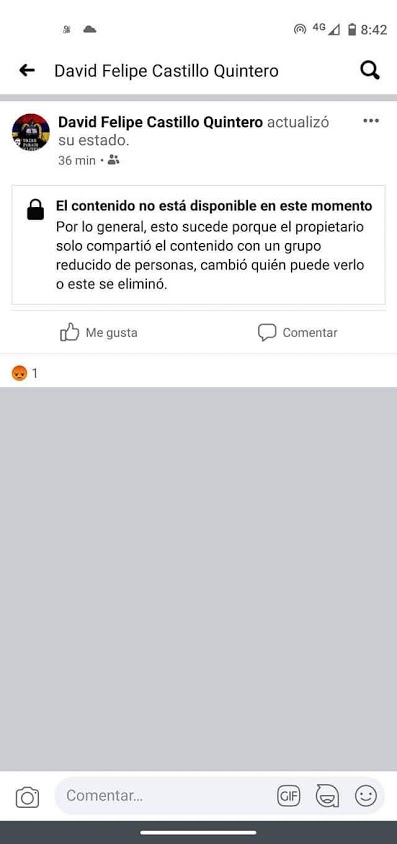 4G 8:42
David Felipe Castillo Quintero
David Felipe Castillo Quintero actualizó
su estado.
36 min
El contenido no está disponible en este momento
Por lo general, esto sucede porque el propietario
solo compartió el contenido con un grupo
reducido de personas, cambió quién puede verlo
o este se eliminó.
Me gusta
Comentar
1
Comentar...
GIF